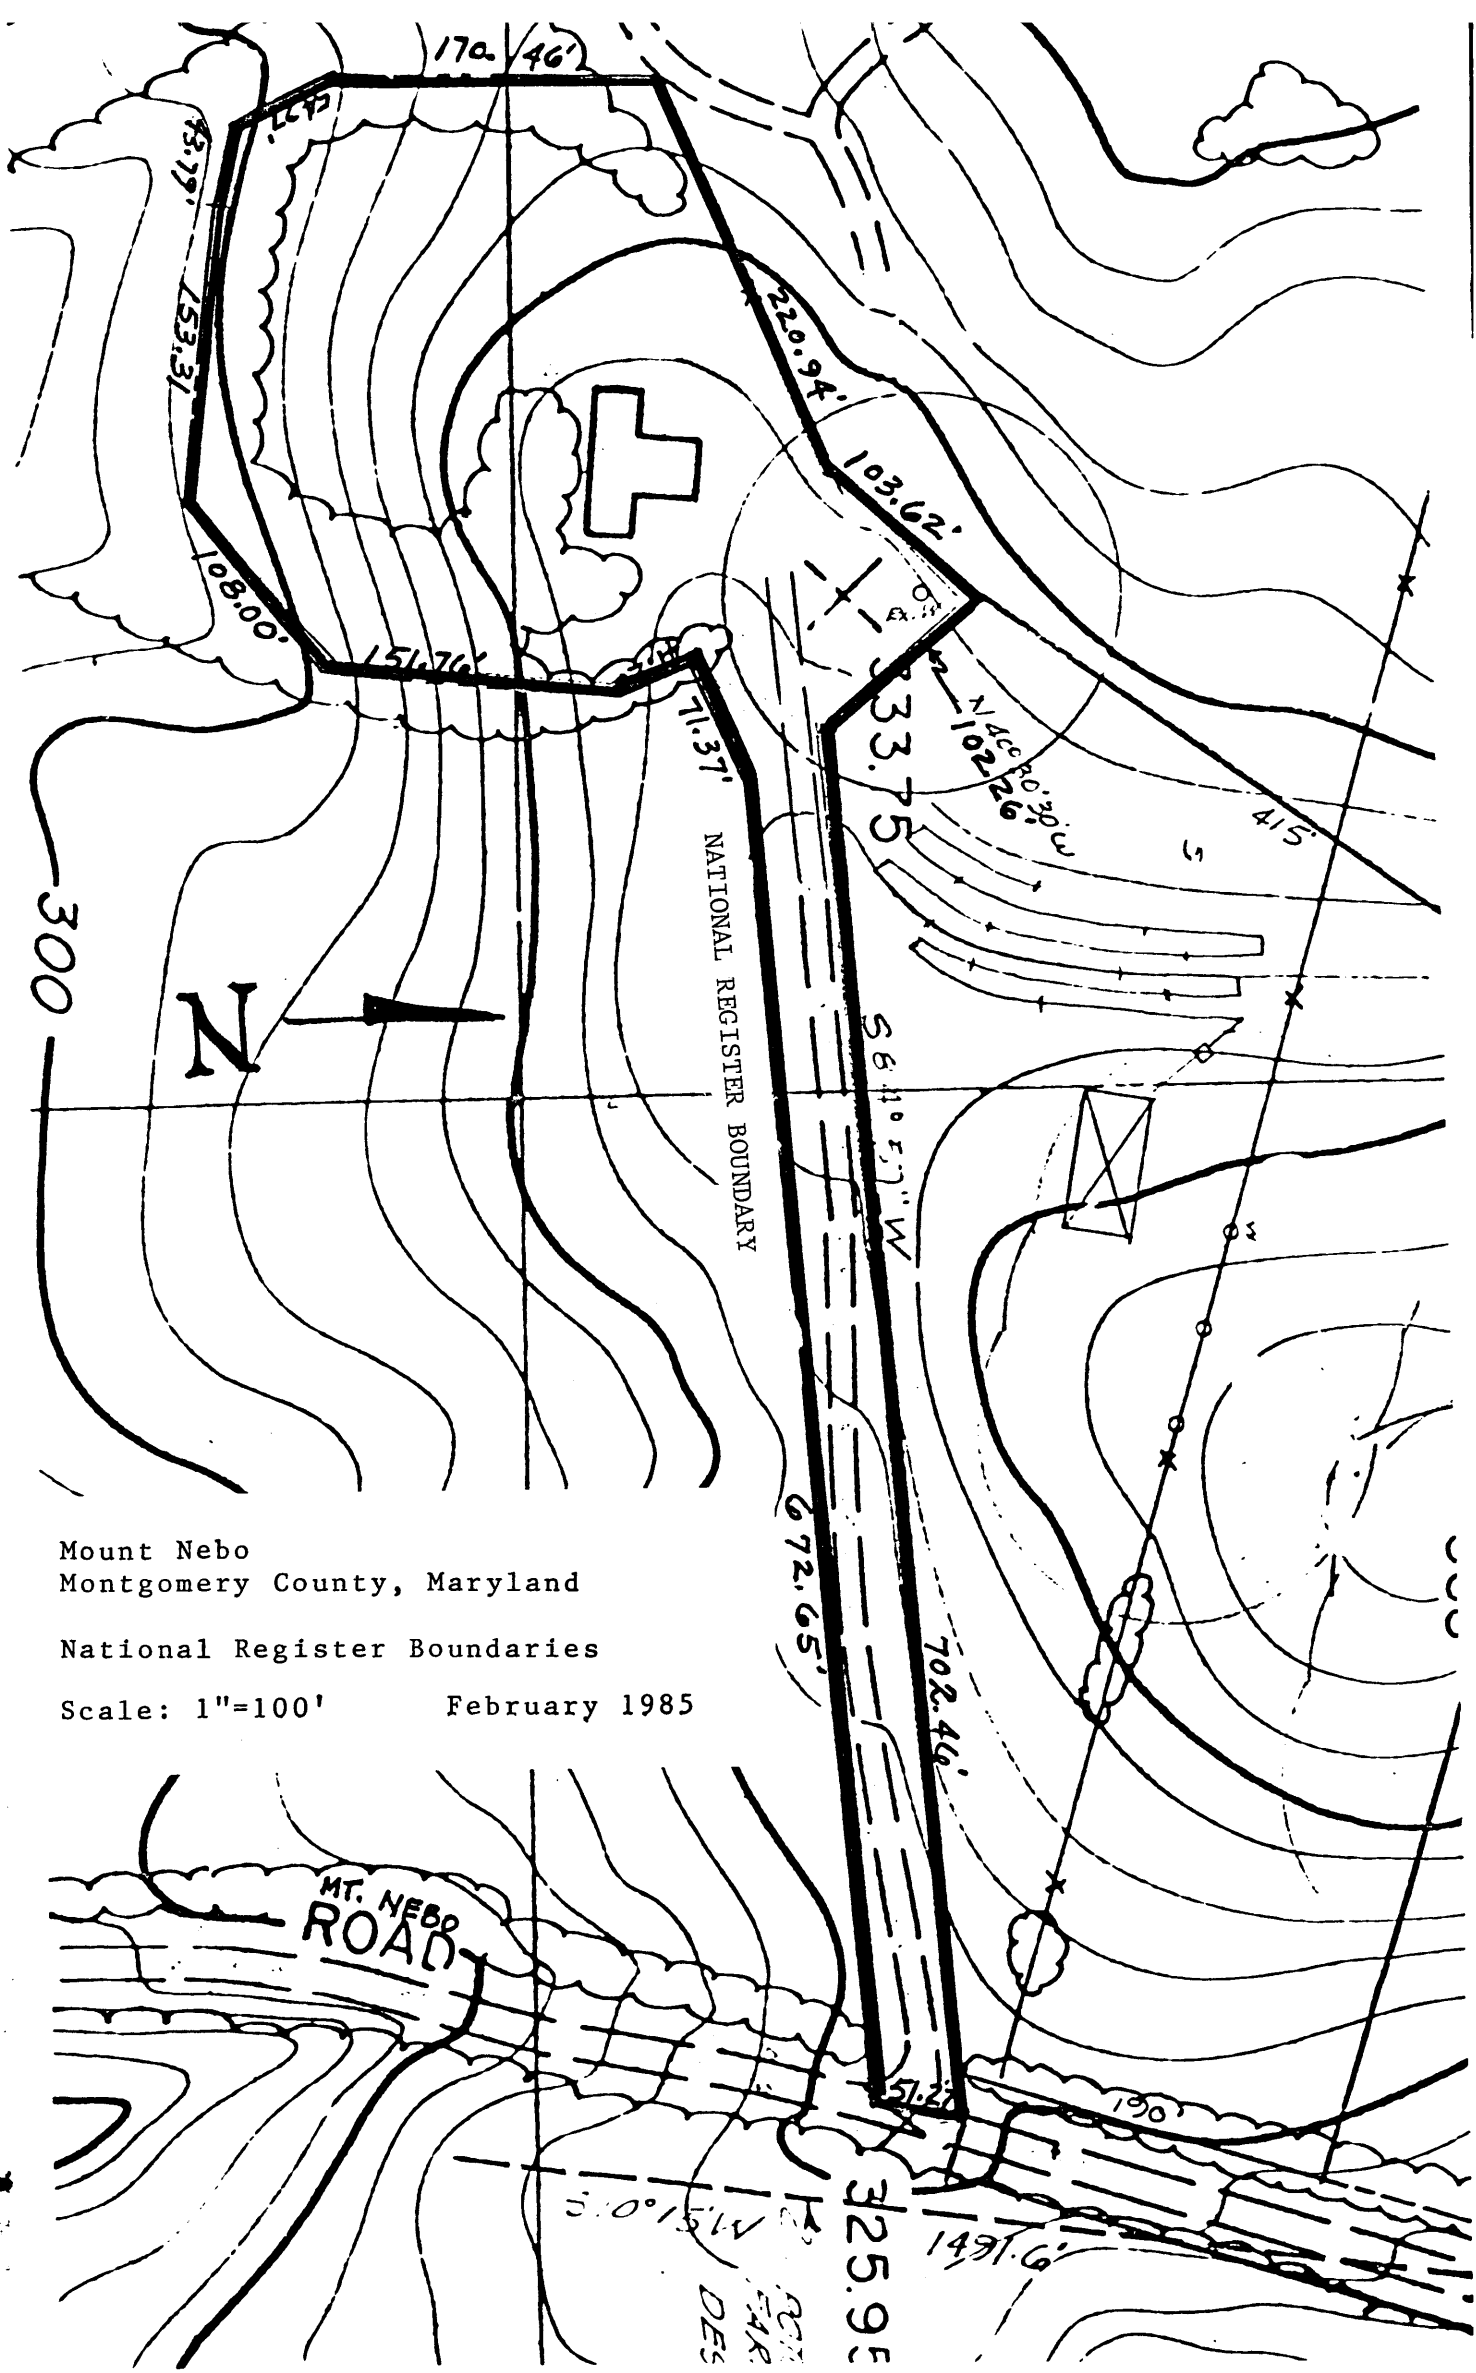 170.46'
43.79'
153.31
220.94'
103.62'
108.00'
151.76'
71.37'
333.75
102.26'
415'
300
NATIONAL REGISTER BOUNDARY
N
672.65'
702.46'
Mount Nebo
Montgomery County, Maryland
National Register Boundaries
Scale: 1"=100' February 1985
MT. NEBO
ROAD
51.27
190'
325.95
1491.6'
DES